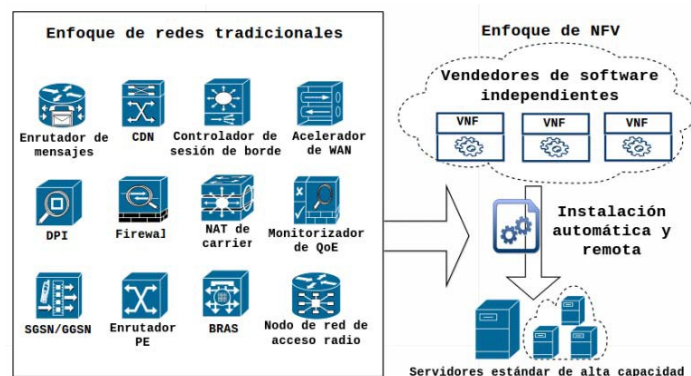 Enfoque de redes tradicionales
Enrutador de
mensajes
CDN
Controlador de
sesión de borde
Acelerador
de WAN
DPI
Firewal
NAT de
carrier
Monitorizador
de QoE
SGSN/GGSN
Enrutador
PE
BRAS
Nodo de red de
acceso radio
Enfoque de NFV
Vendedores de software
independientes
VNF
VNF
VNF
Instalación
automática y
remota
Servidores estándar de alta capacidad